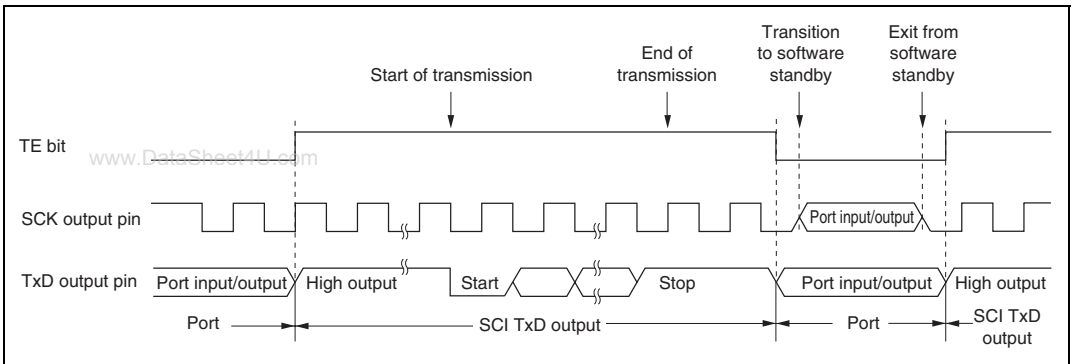 Transition
to software
standby
Exit from
software
standby
End of
transmission
Start of transmission
TE bit
www.DataSheet4U.com
SCK output pin
Port input/output
TxD output pin
Port input/output
High output
Start
Stop
Port input/output
High output
Port
SCI TxD output
Port
SCI TxD
output